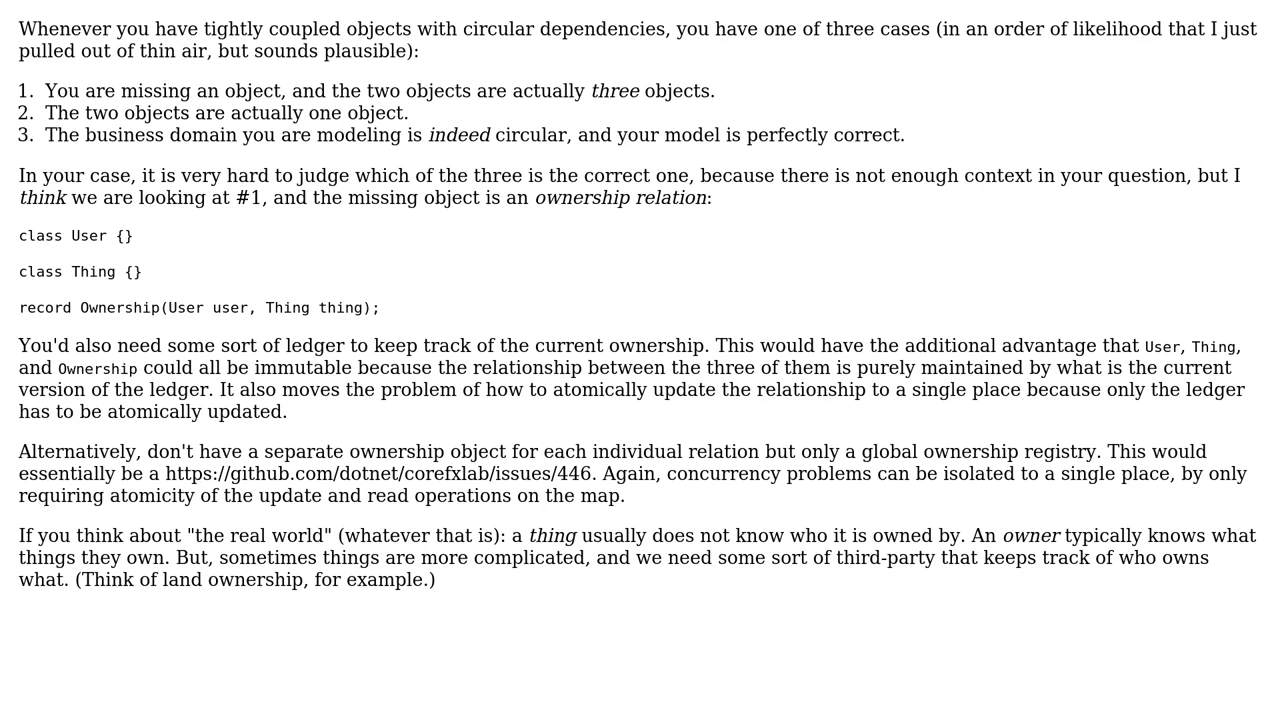 Whenever you have tightly coupled objects with circular dependencies, you have one of three cases (in an order of likelihood that I just
pulled out of thin air, but sounds plausible):
1. You are missing an object, and the two objects are actually three objects.
2. The two objects are actually one object.
3. The business domain you are modeling is indeed circular, and your model is perfectly correct.
In your case, it is very hard to judge which of the three is the correct one, because there is not enough context in your question, but I
think we are looking at #1, and the missing object is an ownership relation:
class User {}
class Thing {}
record Ownership(User user, Thing thing);
You'd also need some sort of ledger to keep track of the current ownership. This would have the additional advantage that User, Thing,
and Ownership could all be immutable because the relationship between the three of them is purely maintained by what is the current
version of the ledger. It also moves the problem of how to atomically update the relationship to a single place because only the ledger
has to be atomically updated.
Alternatively, don't have a separate ownership object for each individual relation but only a global ownership registry. This would
essentially be a https://github.com/dotnet/corefxlab/issues/446. Again, concurrency problems can be isolated to a single place, by only
requiring atomicity of the update and read operations on the map.
If you think about "the real world" (whatever that is): a thing usually does not know who it is owned by. An owner typically knows what
things they own. But, sometimes things are more complicated, and we need some sort of third-party that keeps track of who owns
what. (Think of land ownership, for example.)